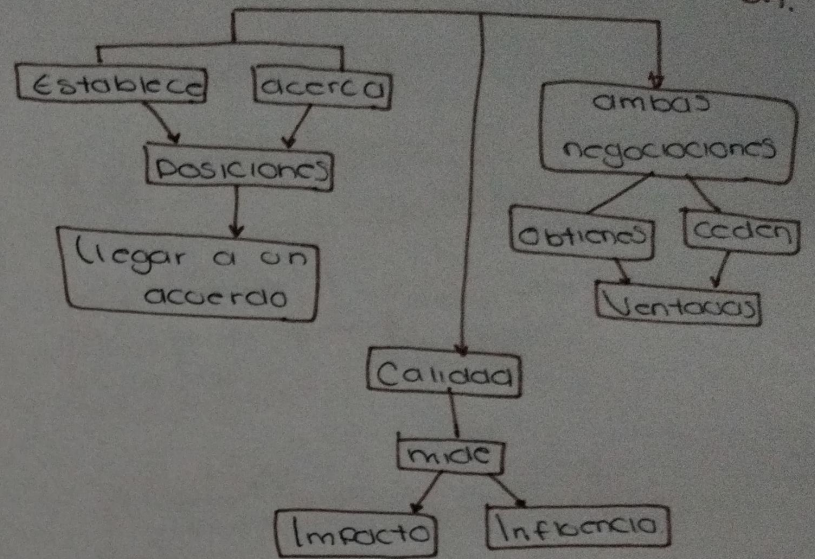 Establece
acerca
Posiciones
llegar a un
acuerdo
ambas
negociaciones
Obtienes
Ceden
Ventajas
Calidad
mide
Impacto
Influencia